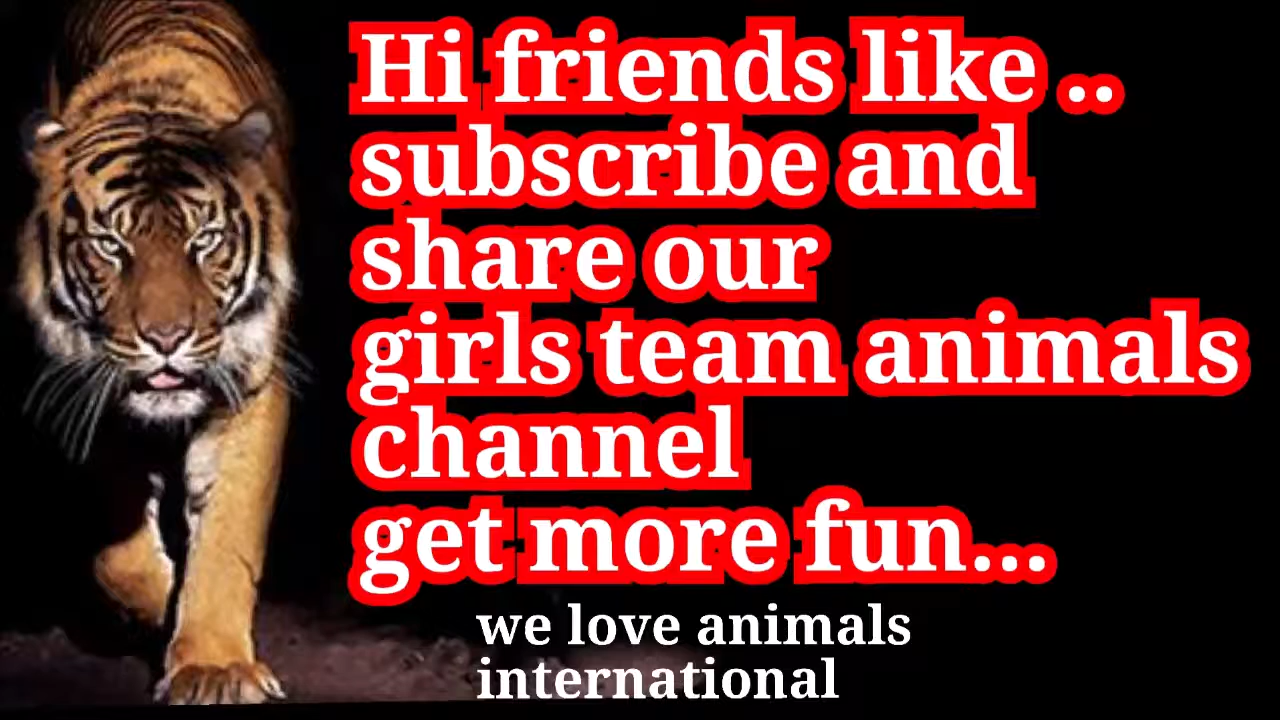 Hi friends like ..
subscribe and
share our
girls team animals
channel
get more fun...
we love animals
international